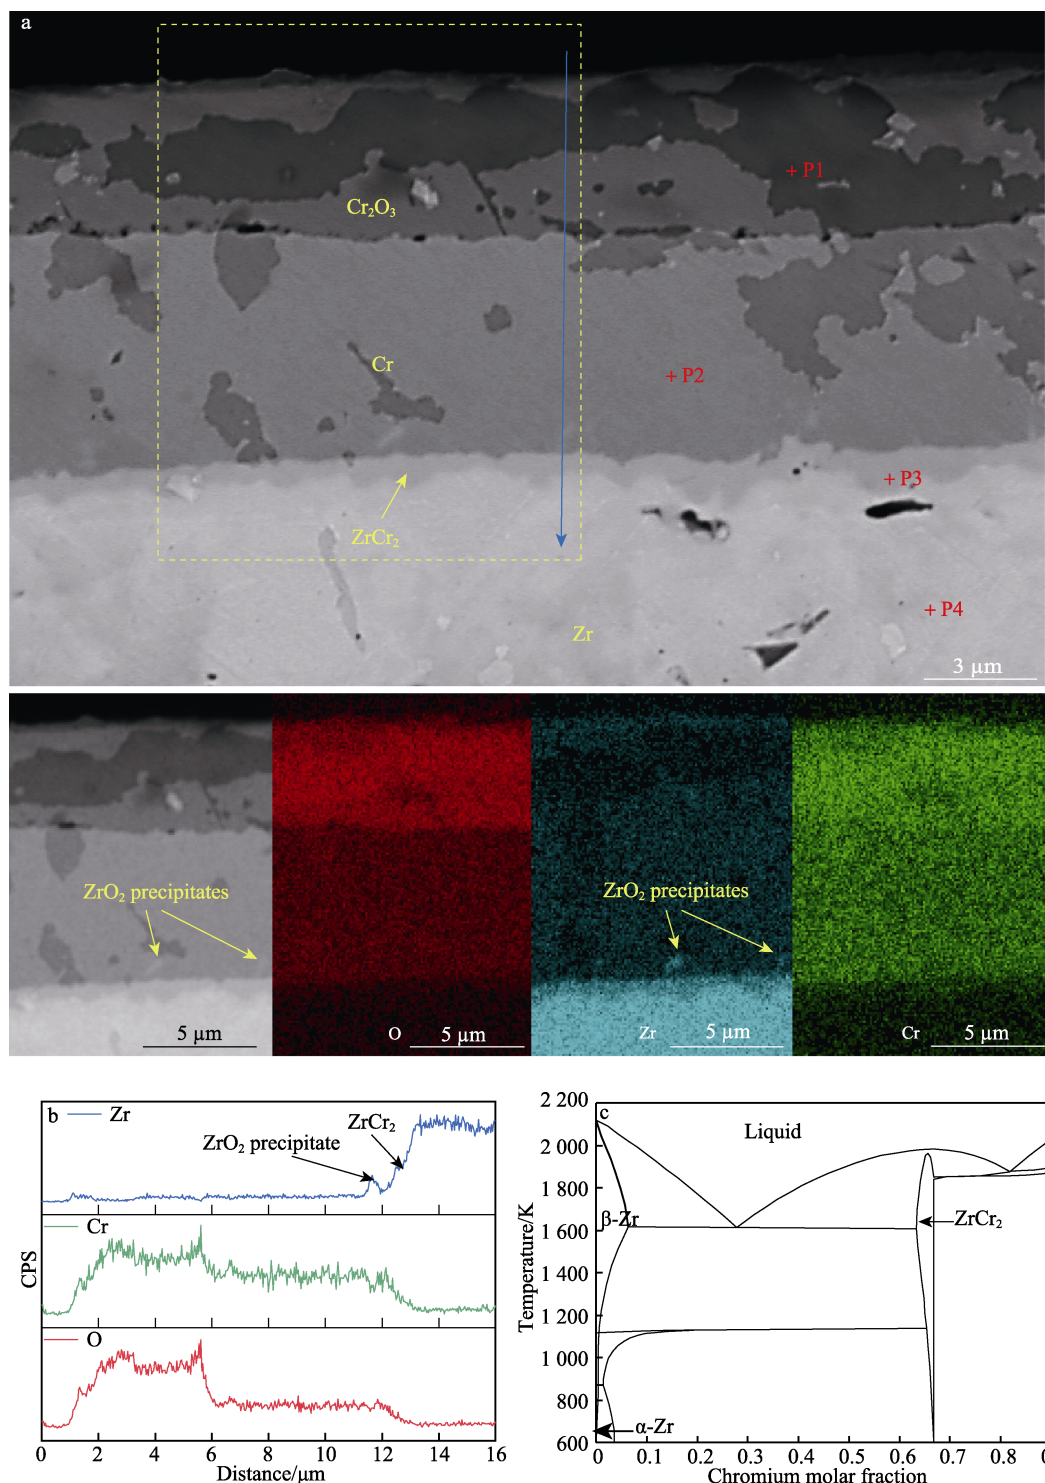 a
+ P1
Cr₂O₃
Cr
+ P2
+ P3
ZrCr₂
+ P4
Zr
3 μm
ZrO₂ precipitates
ZrO₂ precipitates
5 μm
O
5 μm
Zr
5 μm
Cr
5 μm
b
Zr
ZrCr₂
ZrO₂ precipitate
Cr
CPS
O
0 2 4 6 8 10 12 14 16
Distance/μm
c
2 200
2 000
1 800
1 600
1 400
1 200
1 000
800
600
Temperature/K
Liquid
β-Zr
ZrCr₂
α-Zr
0 0.1 0.2 0.3 0.4 0.5 0.6 0.7 0.8
Chromium molar fraction